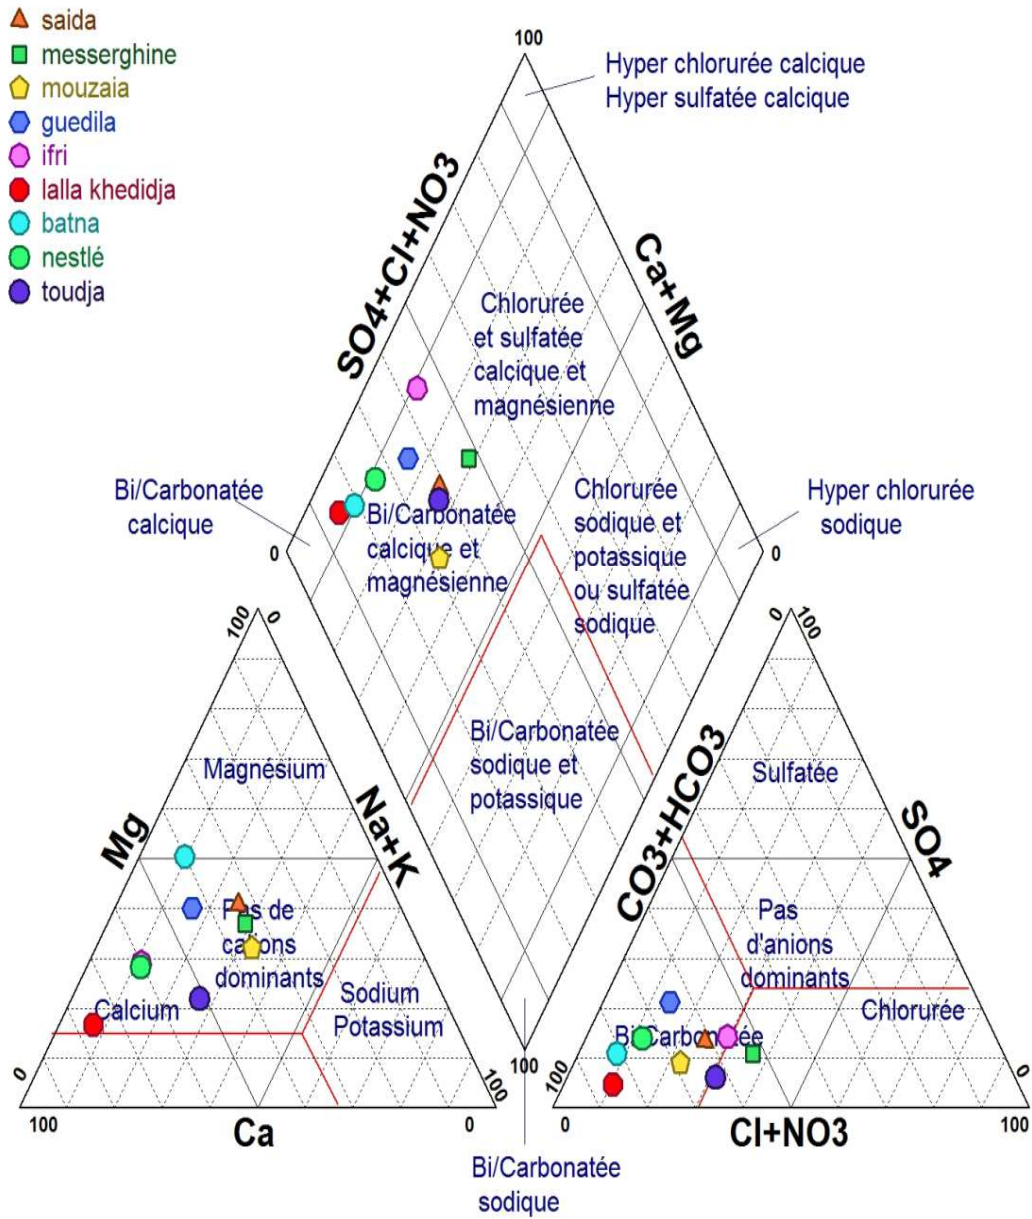 saida
messerghine
mouzaia
guedila
ifri
lalla khedidja
batna
nestlé
toudja
100
Hyper chlorurée calcique
Hyper sulfatée calcique
SO4+Cl+NO3
Ca+Mg
Chlorurée
et sulfatée
calcique et
magnésienne
Bi/Carbonatée
calcique
Bi/Carbonatée
calcique et
magnésienne
Chlorurée
sodique et
potassique
ou sulfatée
sodique
Hyper chlorurée
sodique
0
0
Bi/Carbonatée
sodique et
potassique
100
Bi/Carbonatée
sodique
100
0
Mg
Na+K
Magnésium
Pas de
cations
dominants
Calcium
Sodium
Potassium
0
100
100
Ca
0
0
100
CO3+HCO3
SO4
Sulfatée
Pas
d'anions
dominants
Chlorurée
Bi/Carbonatée
100
0
0
Cl+NO3
100